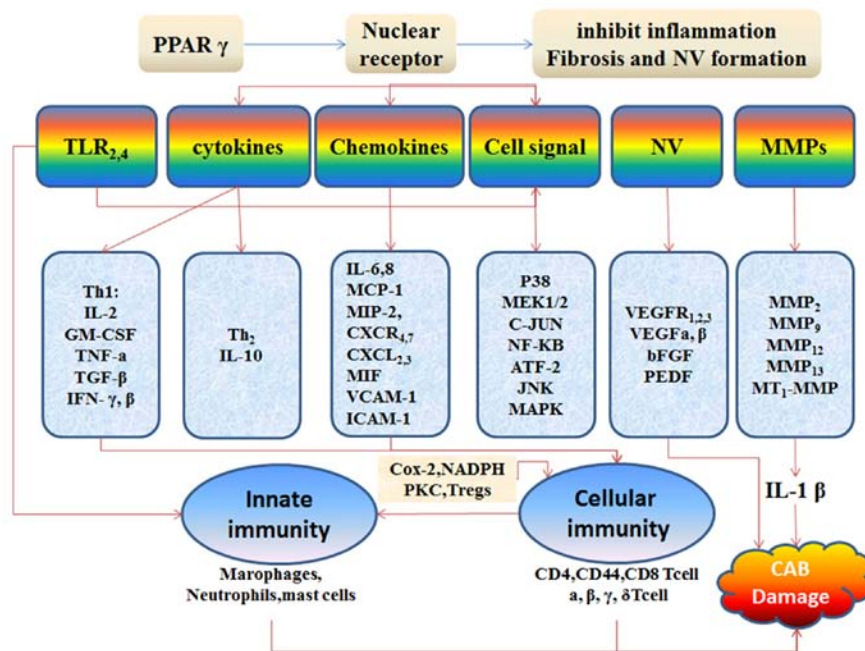 PPAR γ
Nuclear
receptor
inhibit inflammation
Fibrosis and NV formation
TLR2,4
cytokines
Chemokines
Cell signal
NV
MMPs
Th1:
IL-2
GM-CSF
TNF-a
TGF-β
IFN- γ, β
Th2
IL-10
IL-6,8
MCP-1
MIP-2,
CXCR4,7
CXCL2,3
MIF
VCAM-1
ICAM-1
P38
MEK1/2
C-JUN
NF-KB
ATF-2
JNK
MAPK
VEGFR1,2,3
VEGFa, β
bFGF
PEDF
MMP2
MMP9
MMP12
MMP13
MT1-MMP
Cox-2,NADPH
PKC,Tregs
Innate
immunity
Cellular
immunity
IL-1 β
Marophages,
Neutrophils,mast cells
CD4,CD44,CD8 Tcell
a, β, γ, δTcell
CAB
Damage